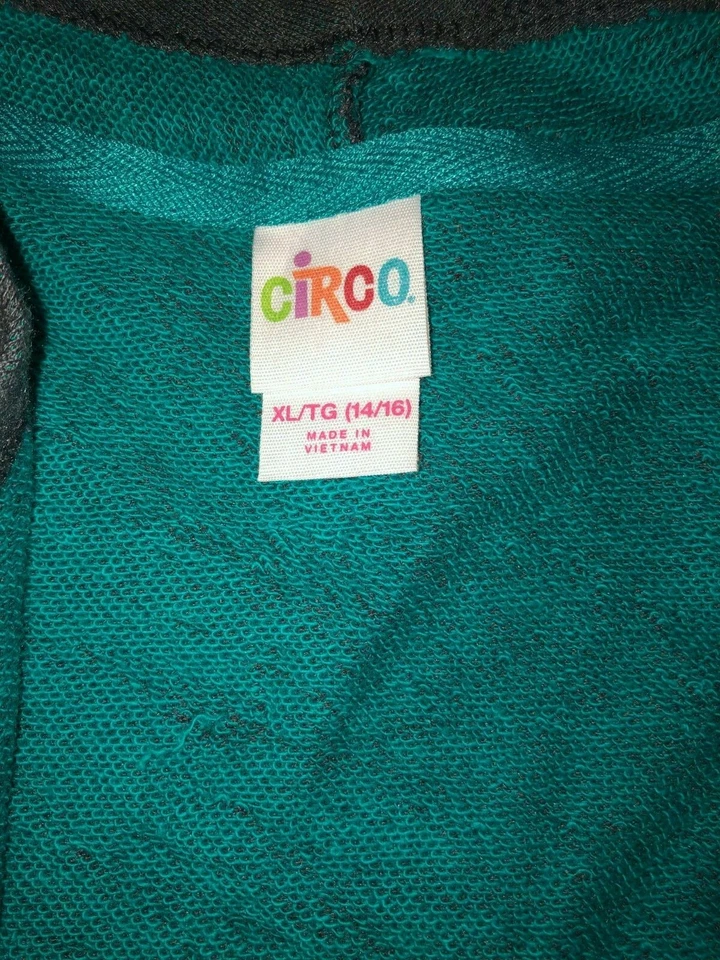 CiRCO.
XL/TG (14/16)
MADE IN
VIETNAM